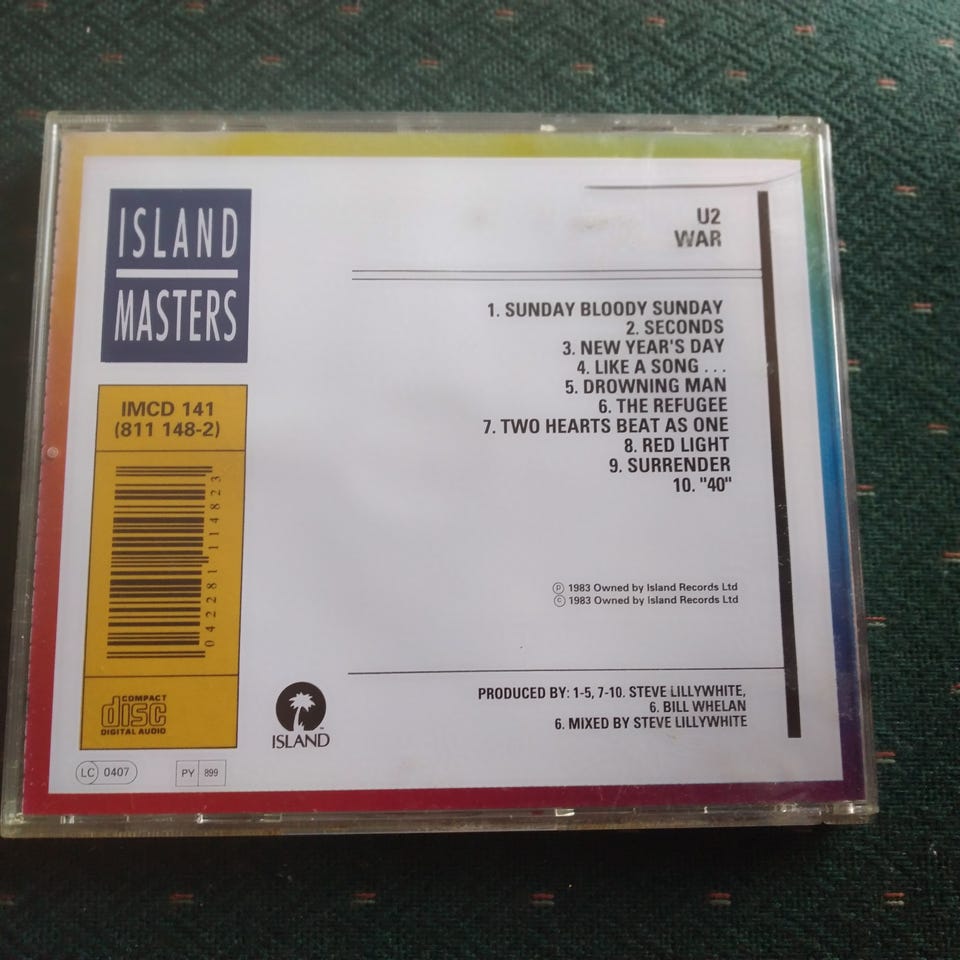 ISLAND
MASTERS
IMCD 141
(811 148-2)
042281 114823
COMPACT
disc
DIGITAL AUDIO
LC 0407
PY 899
ISLAND
U2
WAR
1. SUNDAY BLOODY SUNDAY
2. SECONDS
3. NEW YEAR'S DAY
4. LIKE A SONG . . .
5. DROWNING MAN
6. THE REFUGEE
7. TWO HEARTS BEAT AS ONE
8. RED LIGHT
9. SURRENDER
10. "40"
℗ 1983 Owned by Island Records Ltd
© 1983 Owned by Island Records Ltd
PRODUCED BY: 1-5, 7-10. STEVE LILLYWHITE,
6. BILL WHELAN
6. MIXED BY STEVE LILLYWHITE